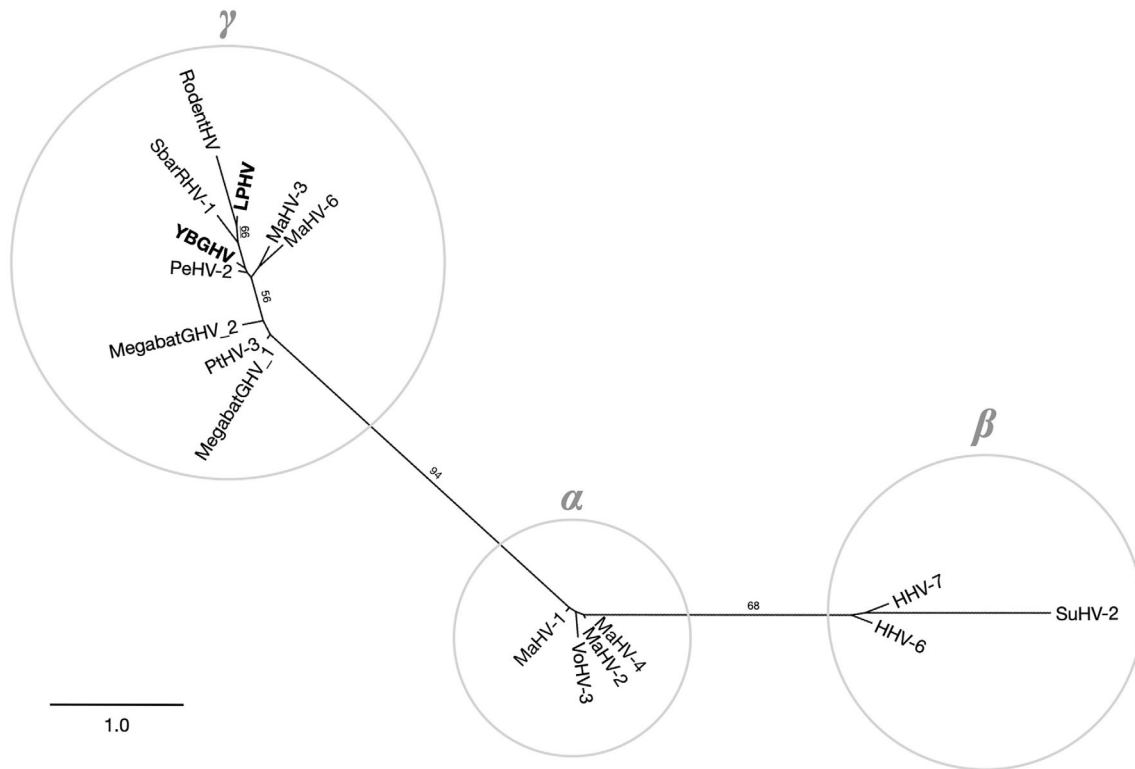 γ
RodentHV
SbarRHV-1
LPHV
66
MaHV-3
MaHV-6
YBGHV
PeHV-2
56
MegabatGHV_2
PtHV-3
MegabatGHV_1
94
α
β
MaHV-1
VoHV-3
MaHV-2
MaHV-4
68
HHV-7
HHV-6
SuHV-2
1.0